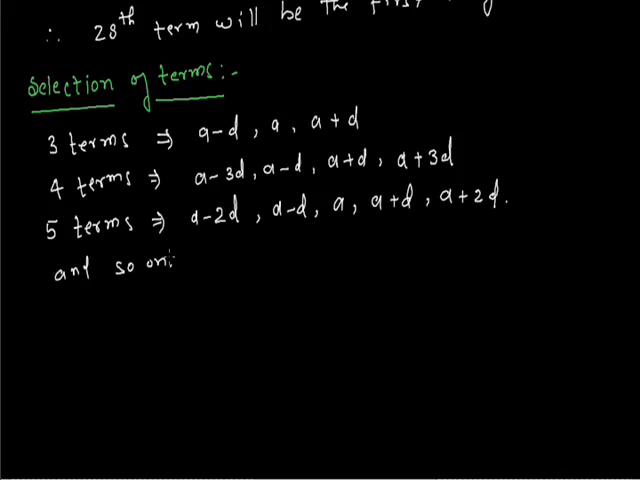 ∴ 28th term will be the first
Selection of terms:-
3 terms ⇒ a-d, a, a+d
4 terms ⇒ a-3d, a-d, a+d, a+3d
5 terms ⇒ a-2d, a-d, a, a+d, a+2d.
and so on